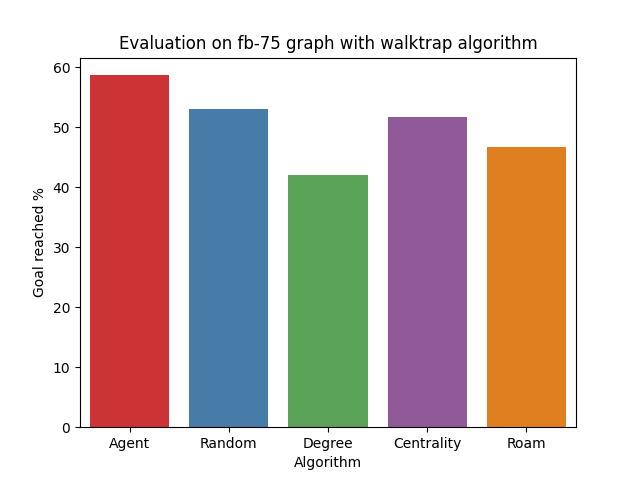 Evaluation on fb-75 graph with walktrap algorithm
Goal reached %
60
50
40
30
20
10
0
Agent Random Degree Centrality Roam
Algorithm